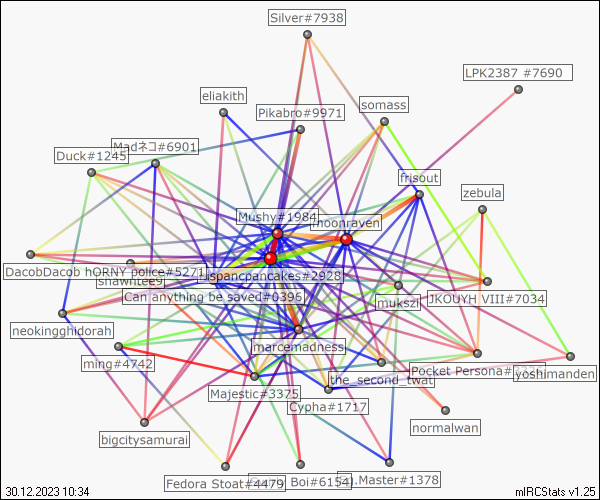 Silver#7938
LPK2387 #7690
eliakith
somass
Pikabro#9971
Madネコ#6901
Duck#1245
frisout
zebula
Mushy#1984
noonraven
DacobDacob hORNY police#5271
shawntee9
Hispancpancakes#2928
Can anything be saved#0396
mukszi
JKOUYH VIII#7034
neokingghidorah
marcemadness
ming#4742
the_second_twat
Pocket Persona#
yoshimanden
Majestic#3375
Cypha#1717
normalwan
bigcitysamurai
Fedora Stoat#4479
Boi#6154
J.Master#1378
30.12.2023 10:34
mIRCStats v1.25